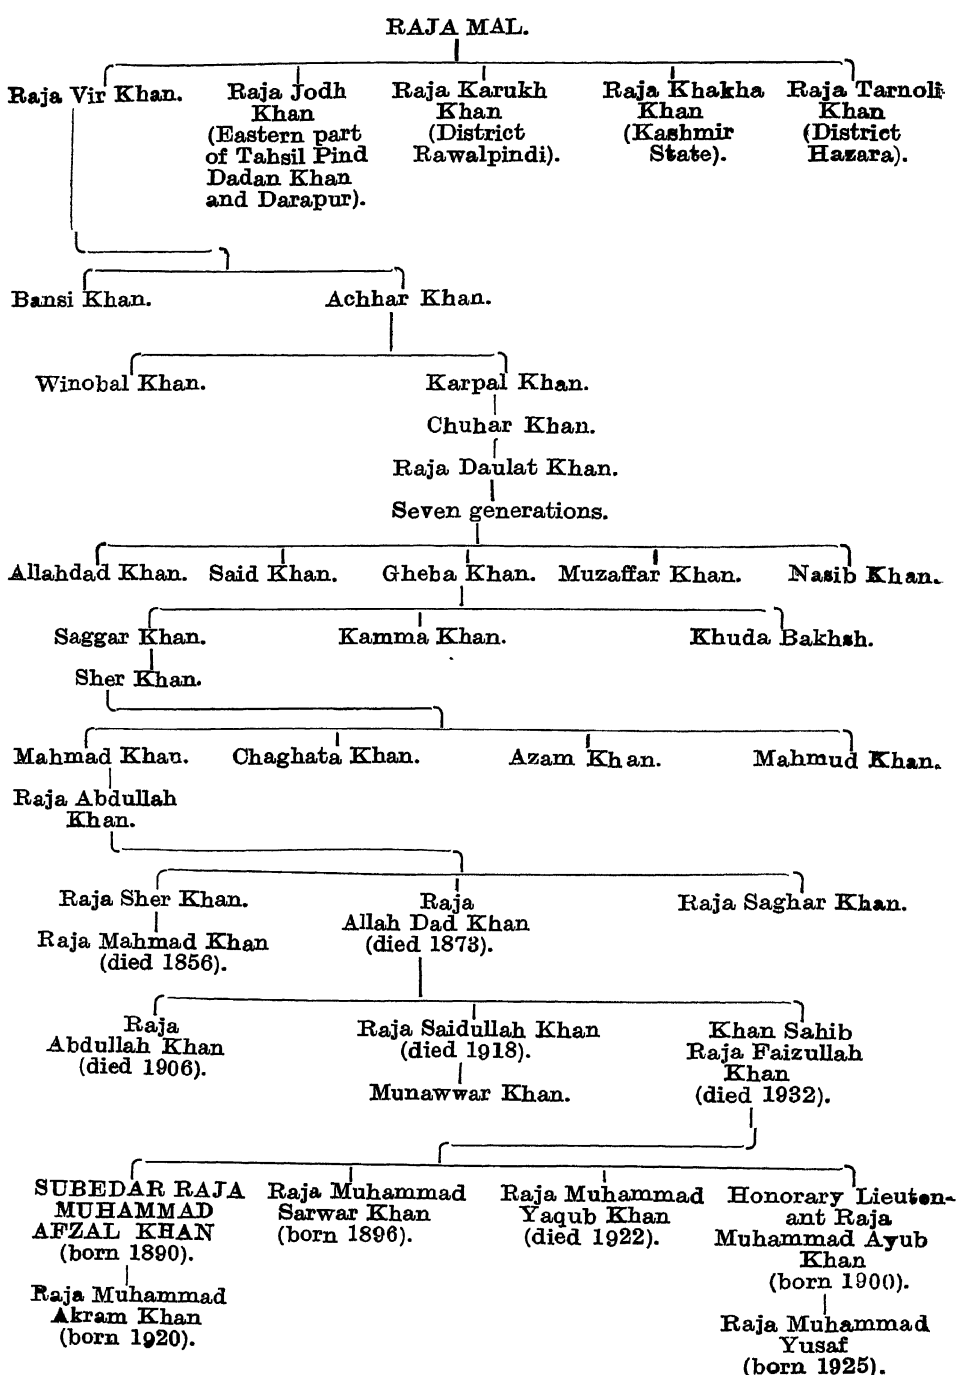 RAJA MAL.
Raja Vir Khan.
Raja Jodh
Khan
(Eastern part
of Tahsil Pind
Dadan Khan
and Darapur).
Raja Karukh
Khan
(District
Rawalpindi).
Raja Khakha
Khan
(Kashmir
State).
Raja Tarnoli
Khan
(District
Hazara).
Bansi Khan.
Achhar Khan.
Winobal Khan.
Karpal Khan.
Chuhar Khan.
Raja Daulat Khan.
Seven generations.
Allahdad Khan.
Said Khan.
Gheba Khan.
Muzaffar Khan.
Nasib Khan.
Saggar Khan.
Kamma Khan.
Khuda Bakhsh.
Sher Khan.
Mahmad Khan.
Chaghata Khan.
Azam Khan.
Mahmud Khan.
Raja Abdullah
Khan.
Raja Sher Khan.
Raja
Allah Dad Khan
(died 1873).
Raja Saghar Khan.
Raja Mahmad Khan
(died 1856).
Raja
Abdullah Khan
(died 1906).
Raja Saidullah Khan
(died 1918).
Munawwar Khan.
Khan Sahib
Raja Faizullah
Khan
(died 1932).
SUBEDAR RAJA
MUHAMMAD
AFZAL KHAN
(born 1890).
Raja Muhammad
Sarwar Khan
(born 1896).
Raja Muhammad
Yaqub Khan
(died 1922).
Honorary Lieuten-
ant Raja
Muhammad Ayub
Khan
(born 1900).
Raja Muhammad
Akram Khan
(born 1920).
Raja Muhammad
Yusaf
(born 1925).